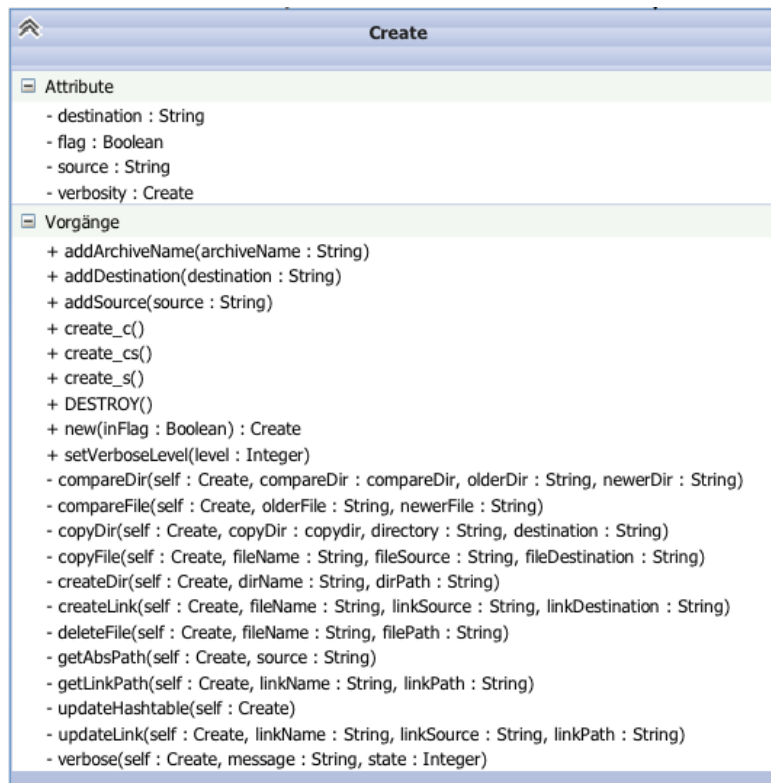 Create
Attribute
- destination : String
- flag : Boolean
- source : String
- verbosity : Create
Vorgänge
+ addArchiveName(archiveName : String)
+ addDestination(destination : String)
+ addSource(source : String)
+ create_c()
+ create_cs()
+ create_s()
+ DESTROY()
+ new(inFlag : Boolean) : Create
+ setVerboseLevel(level : Integer)
- compareDir(self : Create, compareDir : compareDir, olderDir : String, newerDir : String)
- compareFile(self : Create, olderFile : String, newerFile : String)
- copyDir(self : Create, copyDir : copydir, directory : String, destination : String)
- copyFile(self : Create, fileName : String, fileSource : String, fileDestination : String)
- createDir(self : Create, dirName : String, dirPath : String)
- createLink(self : Create, fileName : String, linkSource : String, linkDestination : String)
- deleteFile(self : Create, fileName : String, filePath : String)
- getAbsPath(self : Create, source : String)
- getLinkPath(self : Create, linkName : String, linkPath : String)
- updateHashtable(self : Create)
- updateLink(self : Create, linkName : String, linkSource : String, linkPath : String)
- verbose(self : Create, message : String, state : Integer)